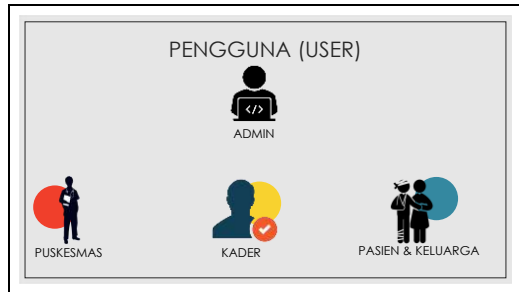 PENGGUNA (USER)
</>
ADMIN
PUSKESMAS
KADER
PASIEN & KELUARGA